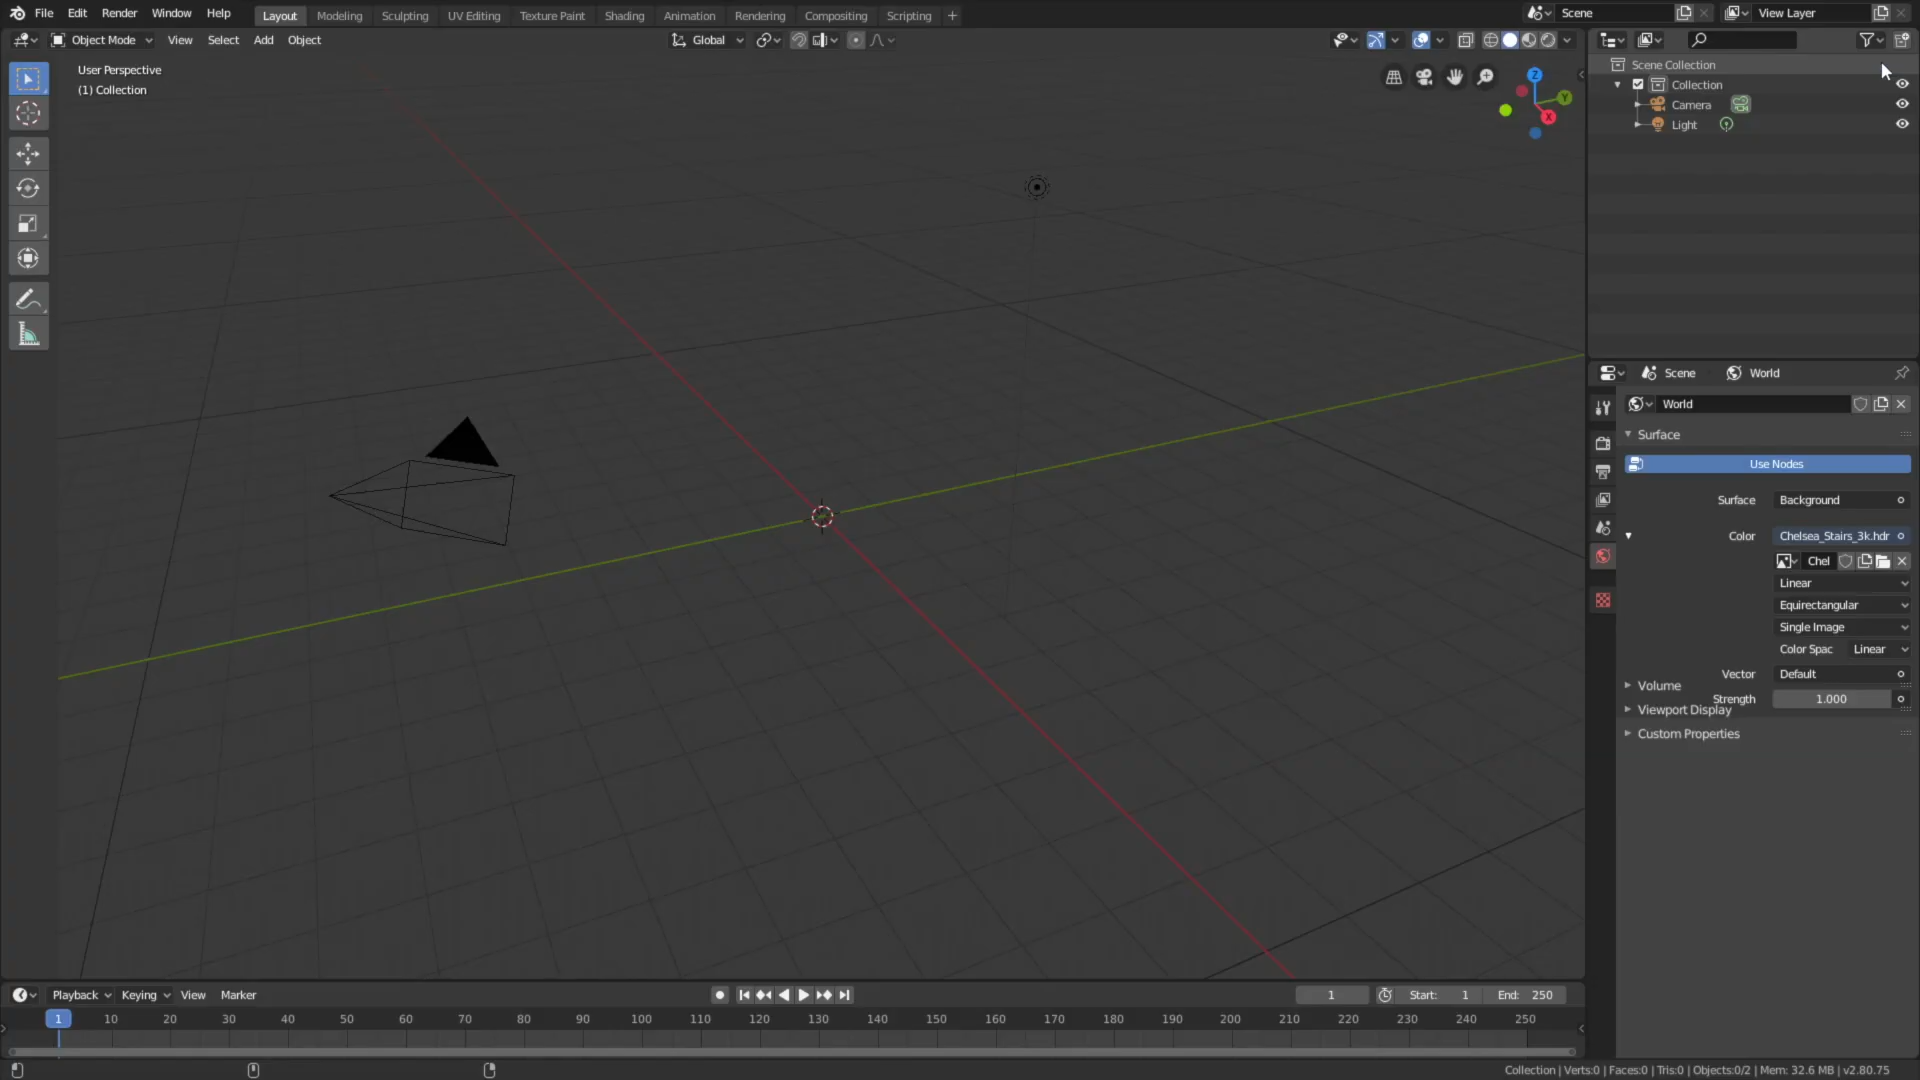 File Edit Render Window Help Layout Modeling Sculpting UV Editing Texture Paint Shading Animation Rendering Compositing Scripting + Scene View Layer
Object Mode View Select Add Object Global
User Perspective
(1) Collection
Z
Y
X
Scene Collection
Collection
Camera
Light
Scene World
World
Surface
Use Nodes
Surface Background
Color Chelsea_Stairs_3k.hdr
Chel
Linear
Equirectangular
Single Image
Color Spac Linear
Vector Default
Volume
Strength 1.000
Viewport Display
Custom Properties
Playback Keying View Marker 1 Start: 1 End: 250
1 10 20 30 40 50 60 70 80 90 100 110 120 130 140 150 160 170 180 190 200 210 220 230 240 250
Collection | Verts:0 | Faces:0 | Tris:0 | Objects:0/2 | Mem: 32.6 MB | v2.80.75